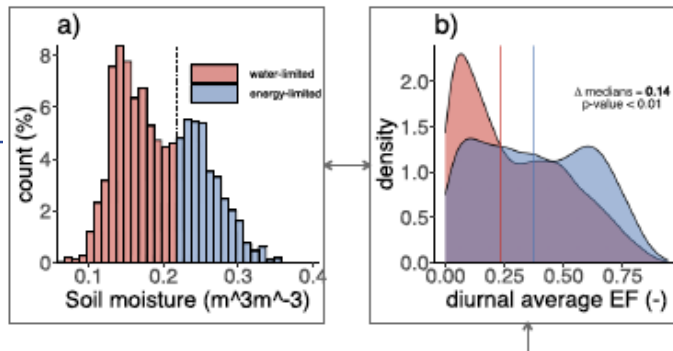 a)
count (%)
8
6
4
2
0
water-limited
energy-limited
0.1 0.2 0.3 0.4
Soil moisture (m^3m^-3)
b)
density
2.0
1.5
1.0
0.5
0.0
Δ medians = 0.14
p-value < 0.01
0.00 0.25 0.50 0.75
diurnal average EF (-)